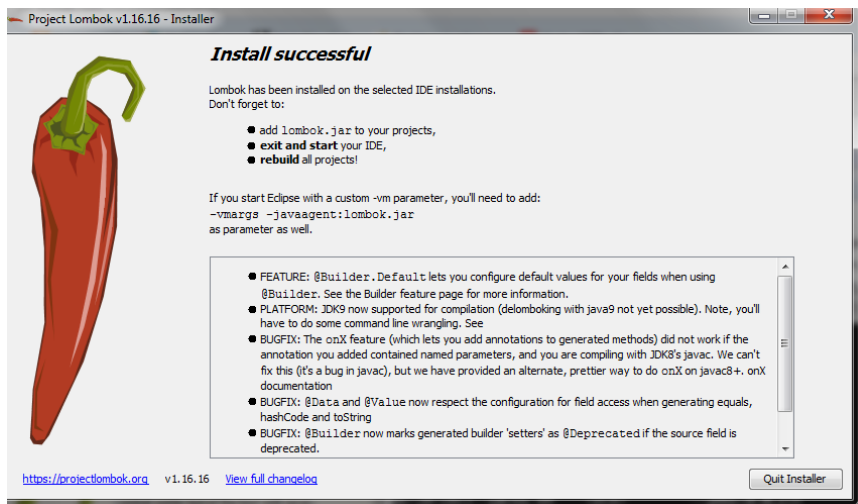 Project Lombok v1.16.16 - Installer
Install successful
Lombok has been installed on the selected IDE installations.
Don't forget to:
add lombok.jar to your projects,
exit and start your IDE,
rebuild all projects!
If you start Eclipse with a custom -vm parameter, you'll need to add:
-vmargs -javaagent:lombok.jar
as parameter as well.
FEATURE: @Builder.Default lets you configure default values for your fields when using
@Builder. See the Builder feature page for more information.
PLATFORM: JDK9 now supported for compilation (delomboking with java9 not yet possible). Note, you'll
have to do some command line wrangling. See
BUGFIX: The onX feature (which lets you add annotations to generated methods) did not work if the
annotation you added contained named parameters, and you are compiling with JDK8's javac. We can't
fix this (it's a bug in javac), but we have provided an alternate, prettier way to do onX on javac8+. onX
documentation
BUGFIX: @Data and @Value now respect the configuration for field access when generating equals,
hashCode and toString
BUGFIX: @Builder now marks generated builder 'setters' as @Deprecated if the source field is
deprecated.
https://projectlombok.org v1.16.16 View full changelog Quit Installer